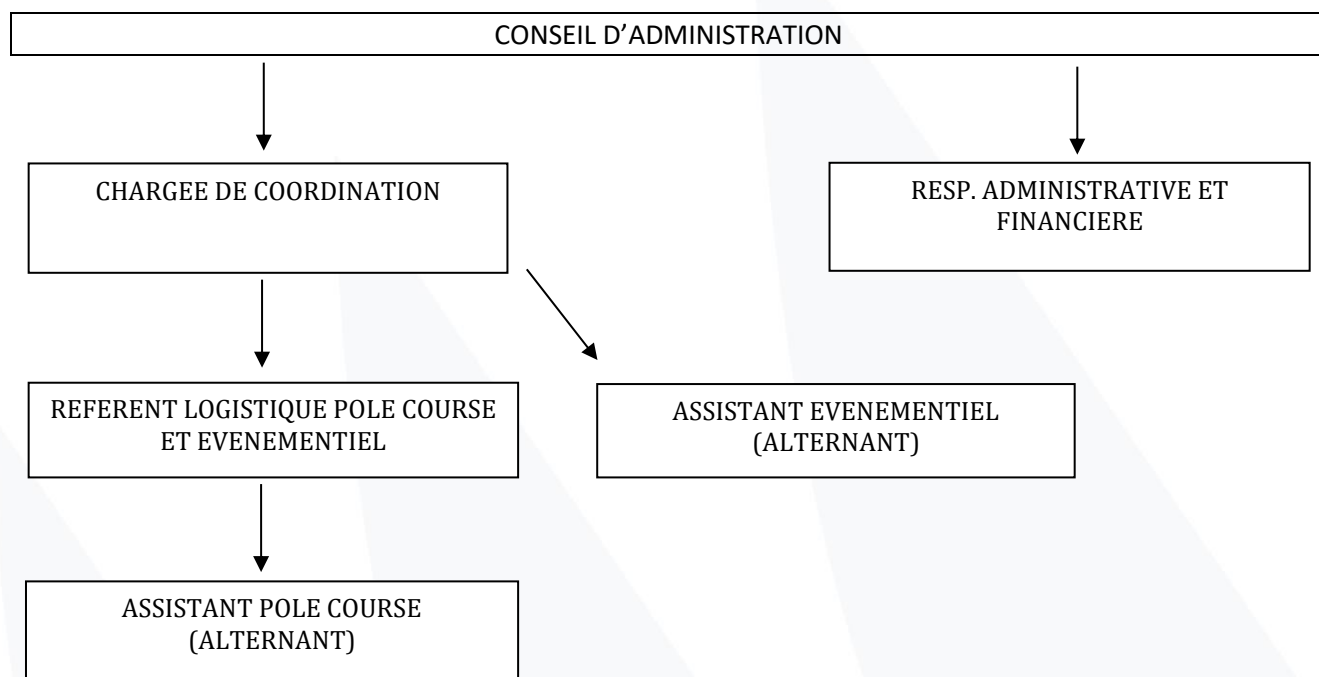 CONSEIL D’ADMINISTRATION
CHARGEE DE COORDINATION
RESP. ADMINISTRATIVE ET
FINANCIERE
REFERENT LOGISTIQUE POLE COURSE
ET EVENEMENTIEL
ASSISTANT EVENEMENTIEL
(ALTERNANT)
ASSISTANT POLE COURSE
(ALTERNANT)